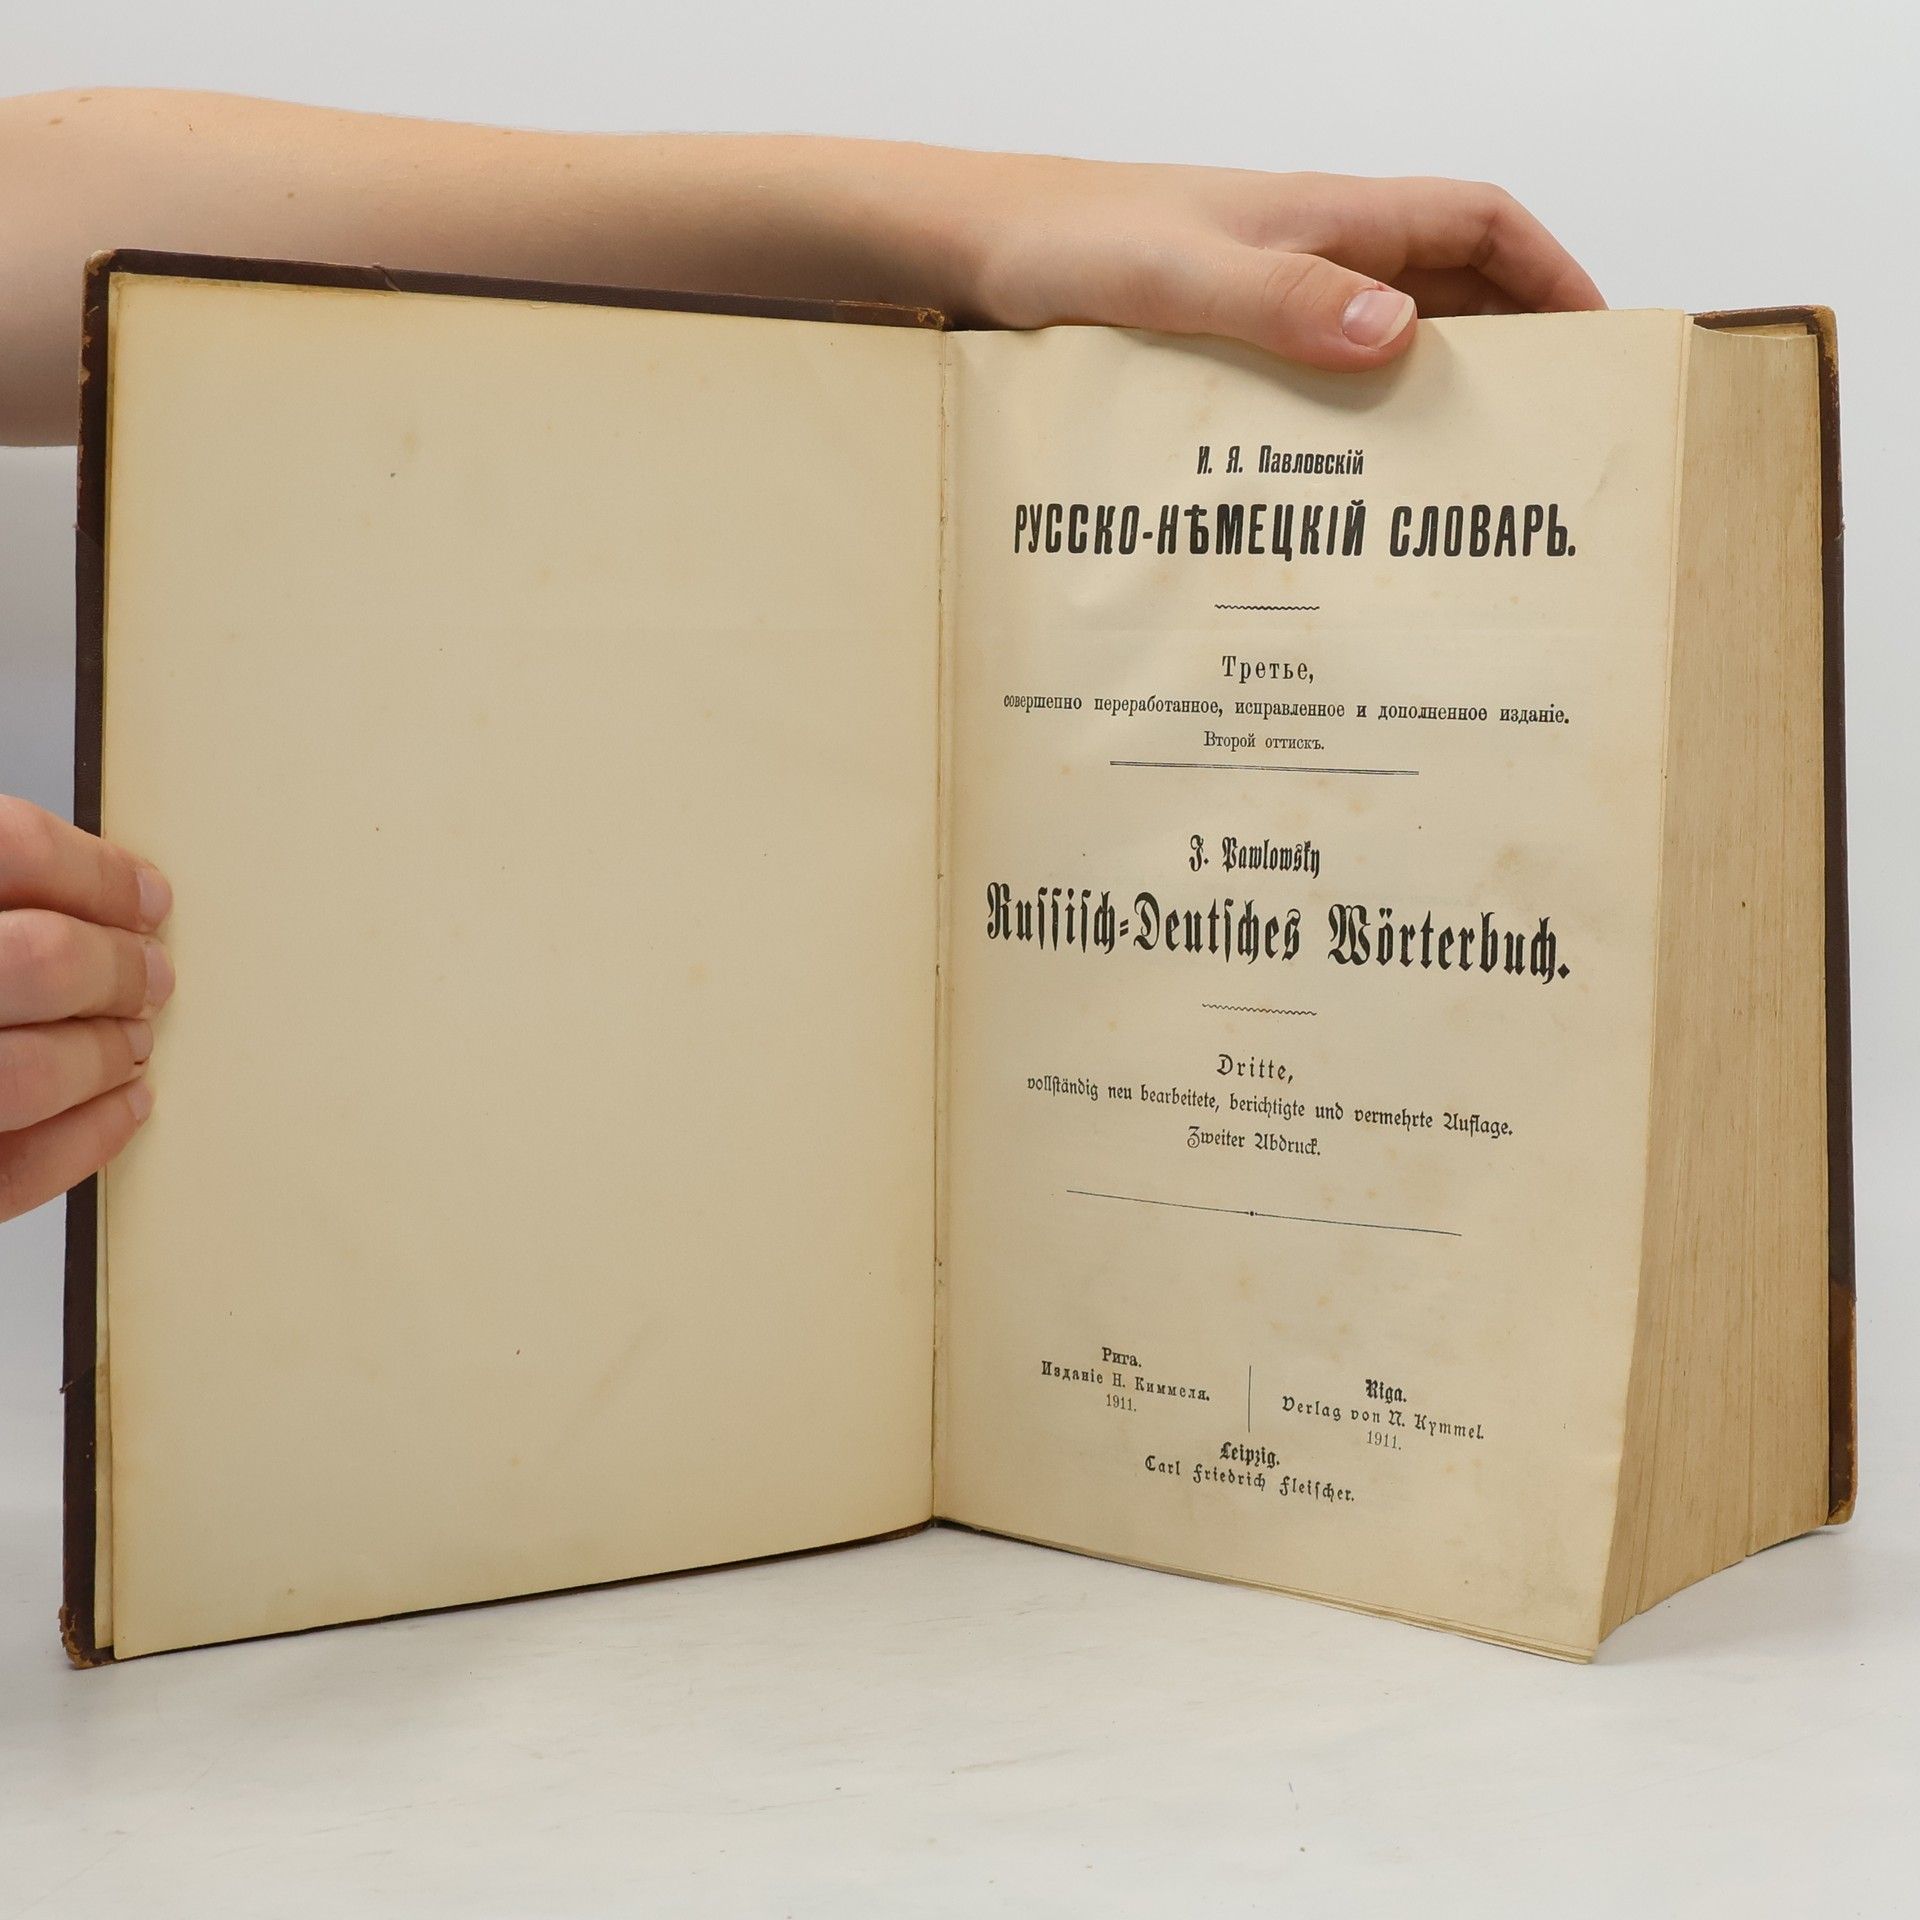 И. Я. Павловскій
РУССКО-НѢМЕЦКІЙ СЛОВАРЬ.
Третье,
совершенно переработанное, исправленное и дополненное изданіе.
Второй оттискъ.
J. Pawlowsky
Russisch-Deutsches Wörterbuch.
Dritte,
vollständig neu bearbeitete, berichtigte und vermehrte Auflage.
Zweiter Abdruck.
Рига.
Изданіе Н. Киммеля.
1911.
Riga.
Verlag von N. Kymmel.
1911.
Leipzig.
Carl Friedrich Fleischer.